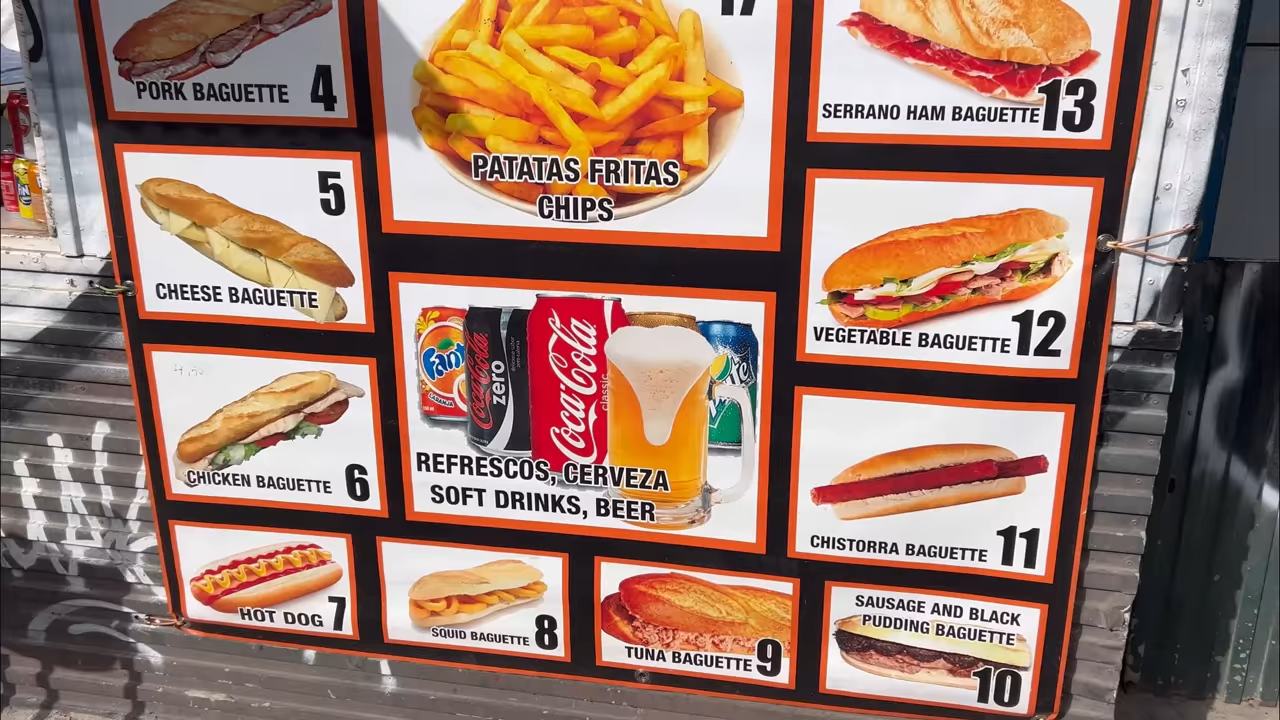 17
PORK BAGUETTE 4
PATATAS FRITAS
CHIPS
SERRANO HAM BAGUETTE 13
5
CHEESE BAGUETTE
VEGETABLE BAGUETTE 12
Coca-Cola
zero
Coca-Cola
classic
LARANJA
REFRESCOS, CERVEZA
SOFT DRINKS, BEER
CHICKEN BAGUETTE 6
CHISTORRA BAGUETTE 11
HOT DOG 7
SQUID BAGUETTE 8
TUNA BAGUETTE 9
SAUSAGE AND BLACK
PUDDING BAGUETTE
10